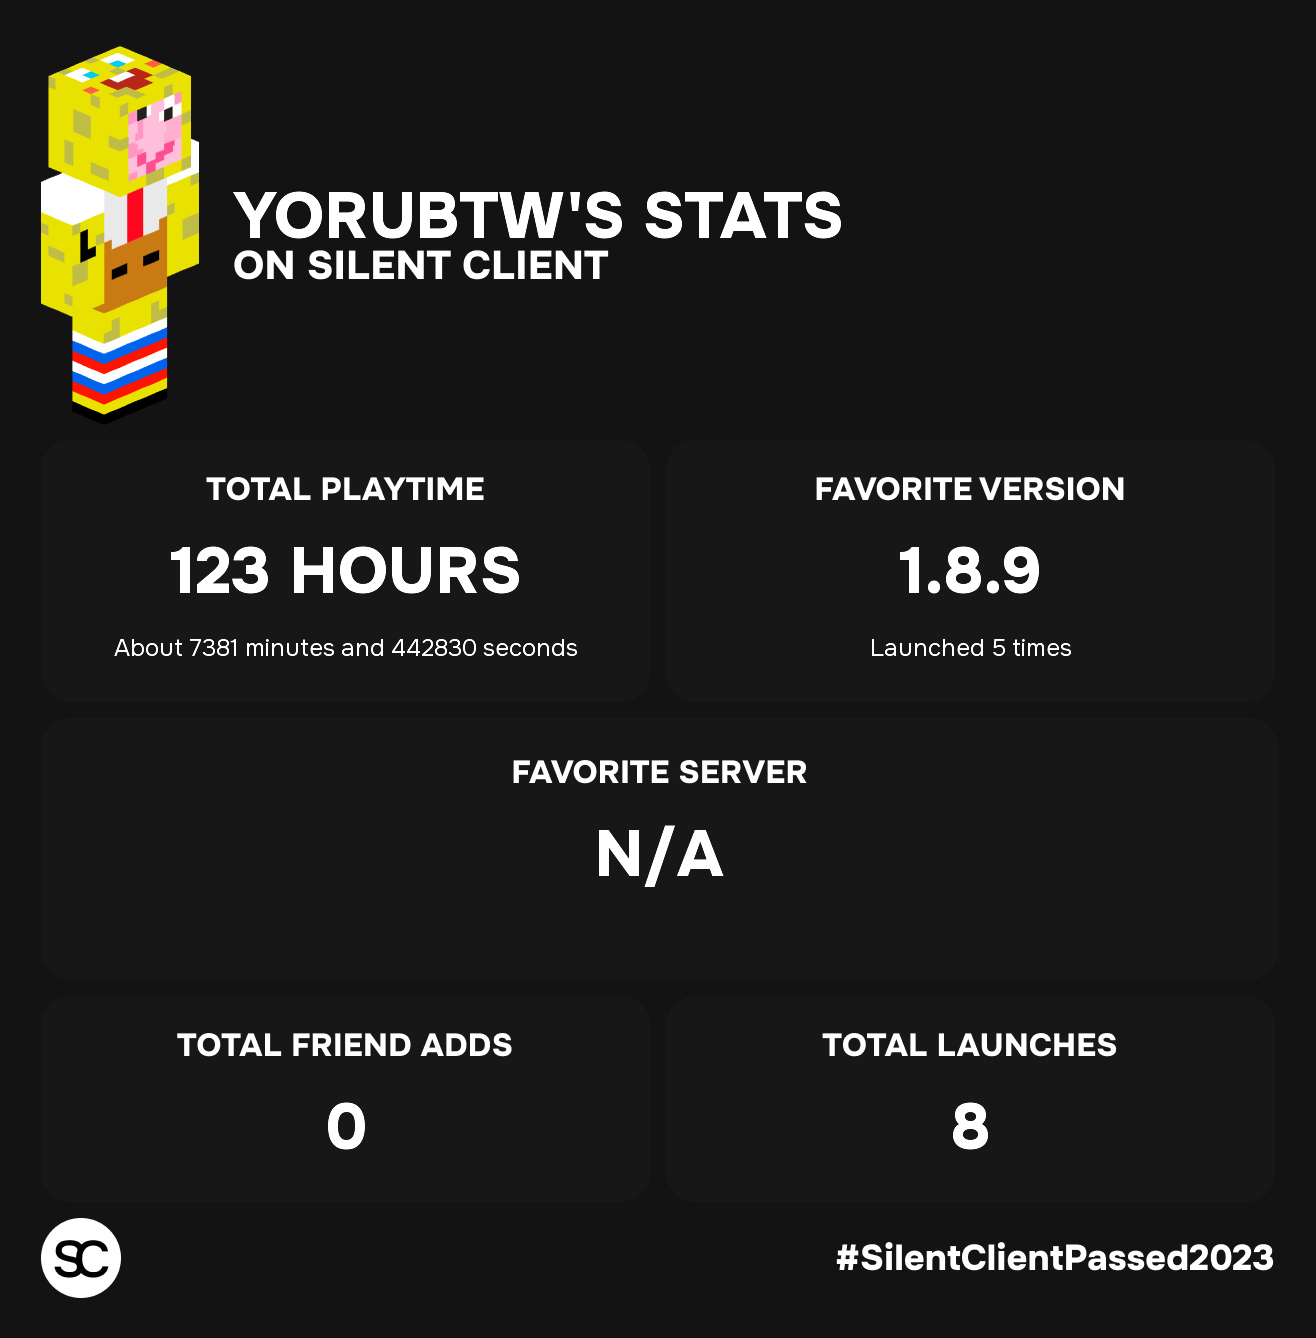 YORUBTW'S STATS
ON SILENT CLIENT
TOTAL PLAYTIME
123 HOURS
About 7381 minutes and 442830 seconds
FAVORITE VERSION
1.8.9
Launched 5 times
FAVORITE SERVER
N/A
TOTAL FRIEND ADDS
0
TOTAL LAUNCHES
8
SC
#SilentClientPassed2023